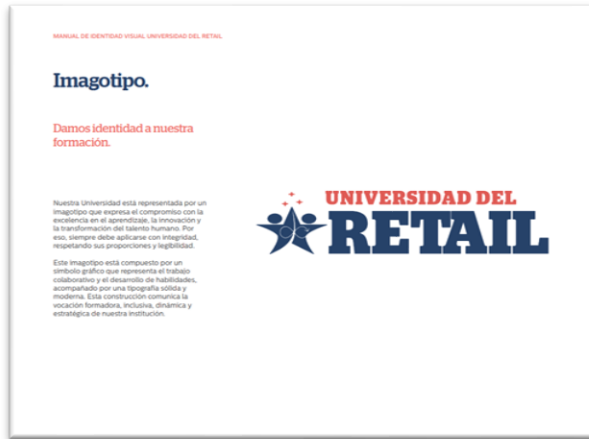 MANUAL DE IDENTIDAD VISUAL UNIVERSIDAD DEL RETAIL
Imagotipo.
Damos identidad a nuestra
formación.
Nuestra Universidad está representada por un
imagotipo que expresa el compromiso con la
excelencia en el aprendizaje, la innovación y
la transformación del talento humano. Por
eso, siempre debe aplicarse con integridad,
respetando sus proporciones y legibilidad.
Este imagotipo está compuesto por un
símbolo gráfico que representa el trabajo
colaborativo y el desarrollo de habilidades,
acompañado por una tipografía sólida y
moderna. Esta construcción comunica la
vocación formadora, inclusiva, dinámica y
estratégica de nuestra institución.
UNIVERSIDAD DEL
RETAIL